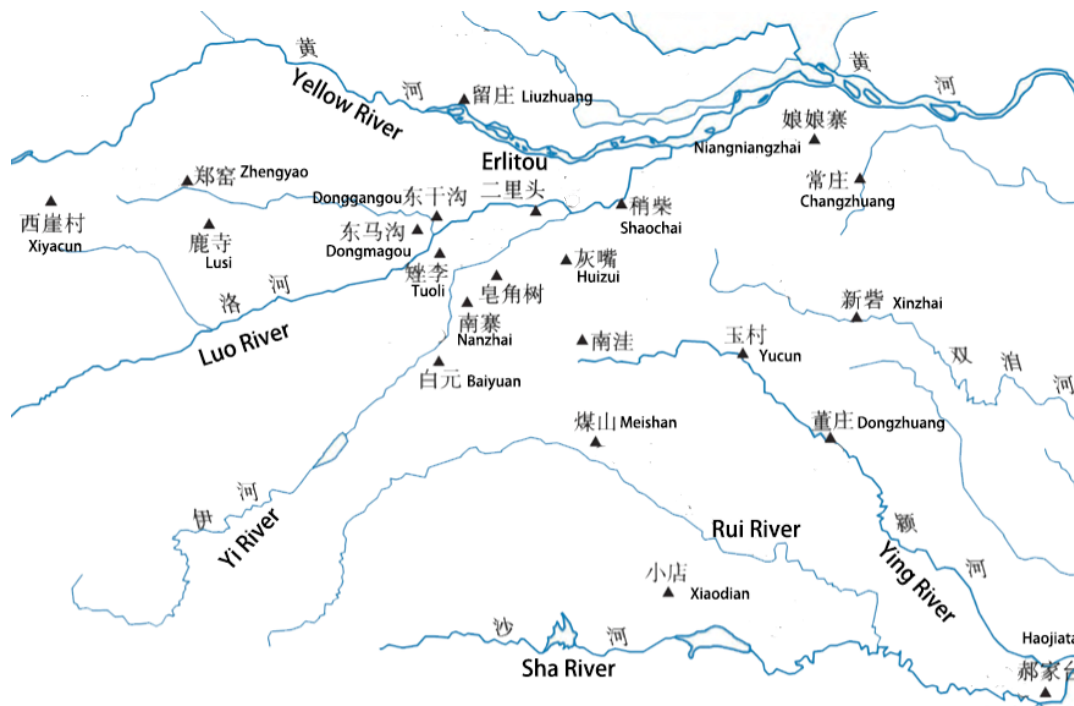 黄
河
Yellow River
留庄 Liuzhuang
黄
河
娘娘寨
Niangniangzhai
Erlitou
二里头
郑窑 Zhengyao
Donggangou 东干沟
常庄
Changzhuang
西崖村
Xiyacun
鹿寺
Lusi
东马沟
Dongmagou
稍柴
Shaochai
矬李
Tuoli
灰嘴
Huizui
皂角树
洛 河
Luo River
南寨
Nanzhai
新砦 Xinzhai
南洼
玉村
Yucun
双 洎 河
白元 Baiyuan
煤山 Meishan
董庄 Dongzhuang
伊 河
Yi River
Rui River
颍
河
Ying River
小店
Xiaodian
沙 河
Sha River
Haojiata
郝家台